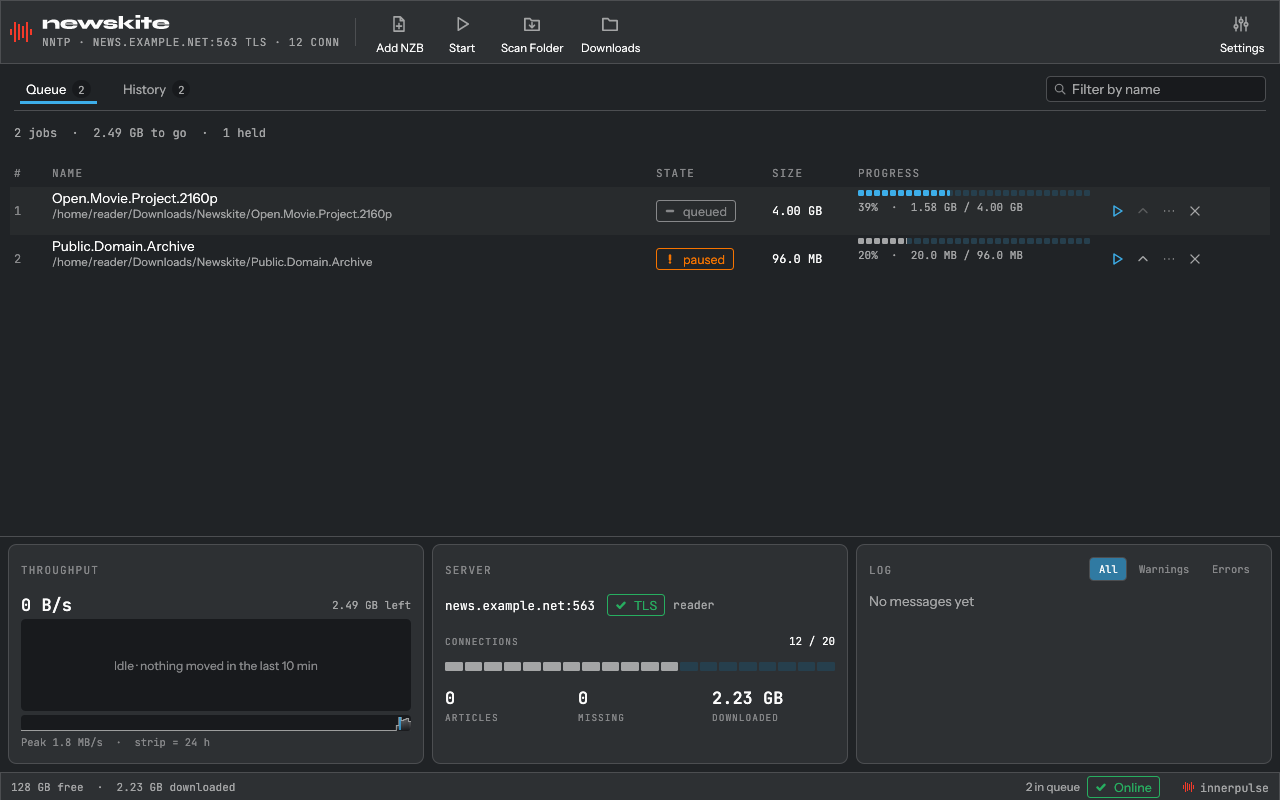 newskite
NNTP · NEWS.EXAMPLE.NET:563 TLS · 12 CONN
Add NZB
Start
Scan Folder
Downloads
Settings
Queue 2
History 2
Filter by name
2 jobs · 2.49 GB to go · 1 held
# NAME STATE SIZE PROGRESS
1 Open.Movie.Project.2160p
/home/reader/Downloads/Newskite/Open.Movie.Project.2160p
queued
4.00 GB
39% · 1.58 GB / 4.00 GB
2 Public.Domain.Archive
/home/reader/Downloads/Newskite/Public.Domain.Archive
paused
96.0 MB
20% · 20.0 MB / 96.0 MB
THROUGHPUT
0 B/s 2.49 GB left
Idle · nothing moved in the last 10 min
Peak 1.8 MB/s · strip = 24 h
SERVER
news.example.net:563 TLS reader
CONNECTIONS 12 / 20
0 0 2.23 GB
ARTICLES MISSING DOWNLOADED
LOG All Warnings Errors
No messages yet
128 GB free · 2.23 GB downloaded
2 in queue Online innerpulse